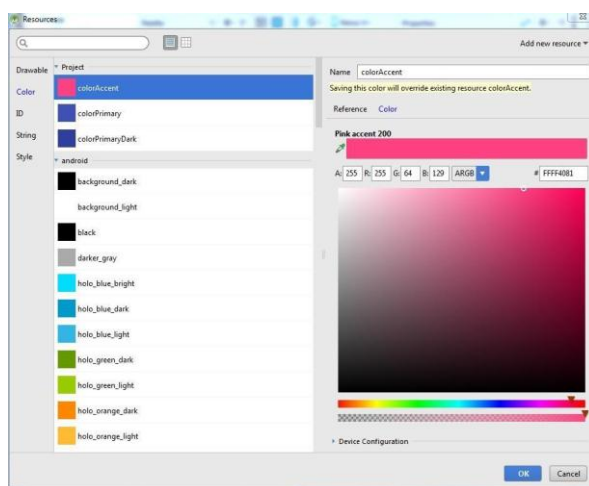 Resources
Add new resource
Drawable
Color
ID
String
Style
Project
colorAccent
colorPrimary
colorPrimaryDark
android
background_dark
background_light
black
darker_gray
holo_blue_bright
holo_blue_dark
holo_blue_light
holo_green_dark
holo_green_light
holo_orange_dark
holo_orange_light
Name colorAccent
Saving this color will override existing resource colorAccent.
Reference Color
Pink accent 200
A: 255 R: 255 G: 64 B: 129 ARGB # FFFF4081
Device Configuration
OK Cancel